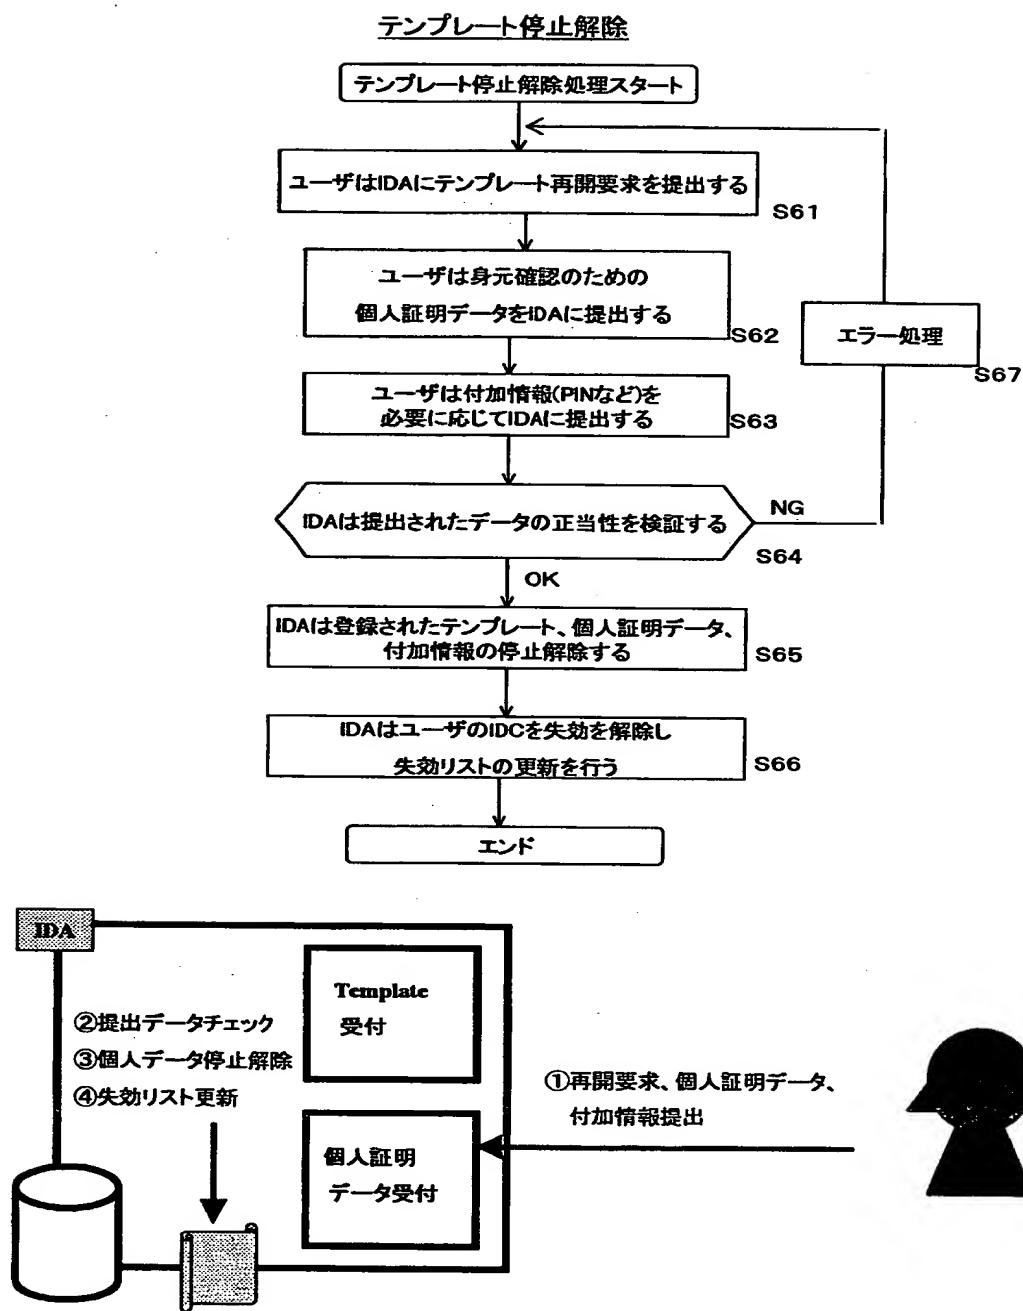 テンプレート停止解除
テンプレート停止解除処理スタート
ユーザはIDAにテンプレート再開要求を提出する
S61
ユーザは身元確認のための
個人証明データをIDAに提出する
S62
エラー処理
S67
ユーザは付加情報(PINなど)を
必要に応じてIDAに提出する
S63
IDAは提出されたデータの正当性を検証する
NG
S64
OK
IDAは登録されたテンプレート、個人証明データ、
付加情報の停止解除する
S65
IDAはユーザのIDCを失効を解除し
失効リストの更新を行う
S66
エンド
IDA
Template
受付
②提出データチェック
③個人データ停止解除
④失効リスト更新
①再開要求、個人証明データ、
付加情報提出
個人証明
データ受付